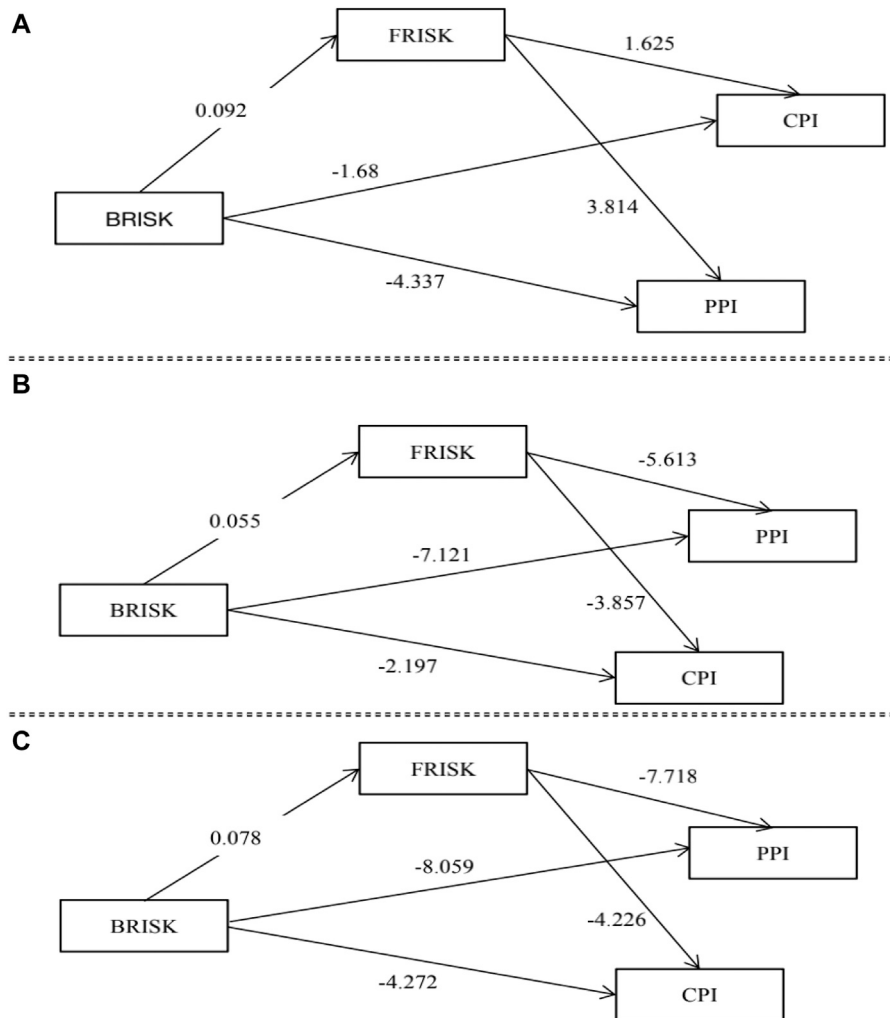 A
FRISK
1.625
0.092
CPI
-1.68
BRISK
3.814
-4.337
PPI
B
FRISK
-5.613
0.055
PPI
-7.121
BRISK
-3.857
-2.197
CPI
C
FRISK
-7.718
0.078
PPI
-8.059
BRISK
-4.226
-4.272
CPI